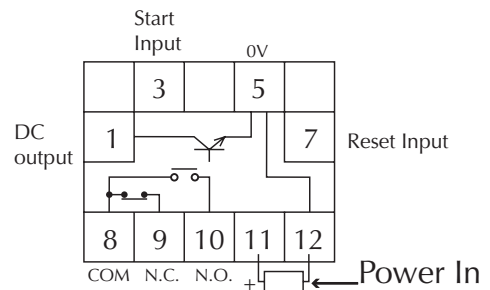 Start
Input
0V
3 5
DC
output
1 7 Reset Input
8 9 10 11 12
COM N.C. N.O. + Power In